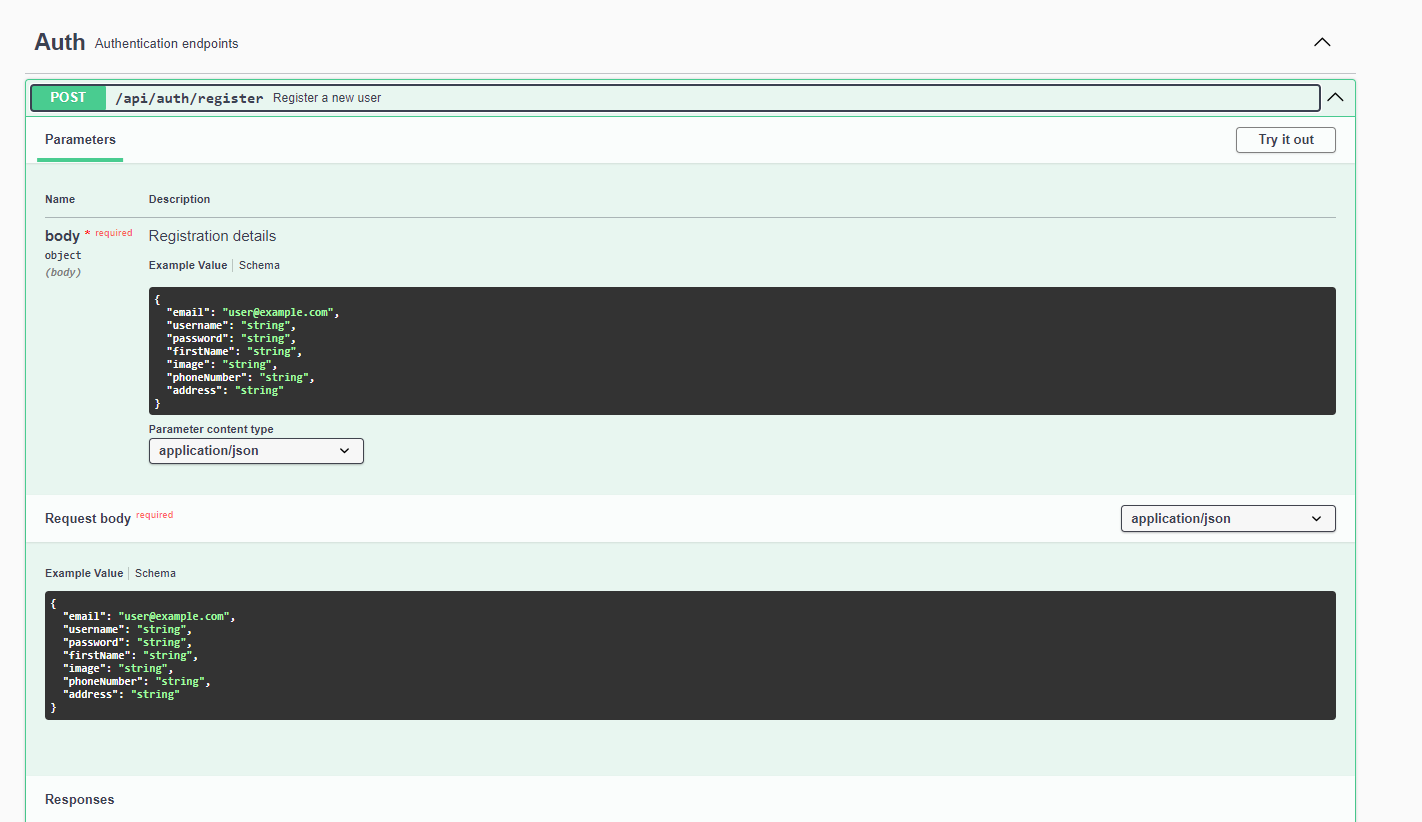 Auth Authentication endpoints
POST /api/auth/register Register a new user
Parameters Try it out
Name Description
body * required Registration details
object
(body)
Example Value Schema
{
"email": "user@example.com",
"username": "string",
"password": "string",
"firstName": "string",
"image": "string",
"phoneNumber": "string",
"address": "string"
}
Parameter content type
application/json
Request body required application/json
Example Value Schema
{
"email": "user@example.com",
"username": "string",
"password": "string",
"firstName": "string",
"image": "string",
"phoneNumber": "string",
"address": "string"
}
Responses